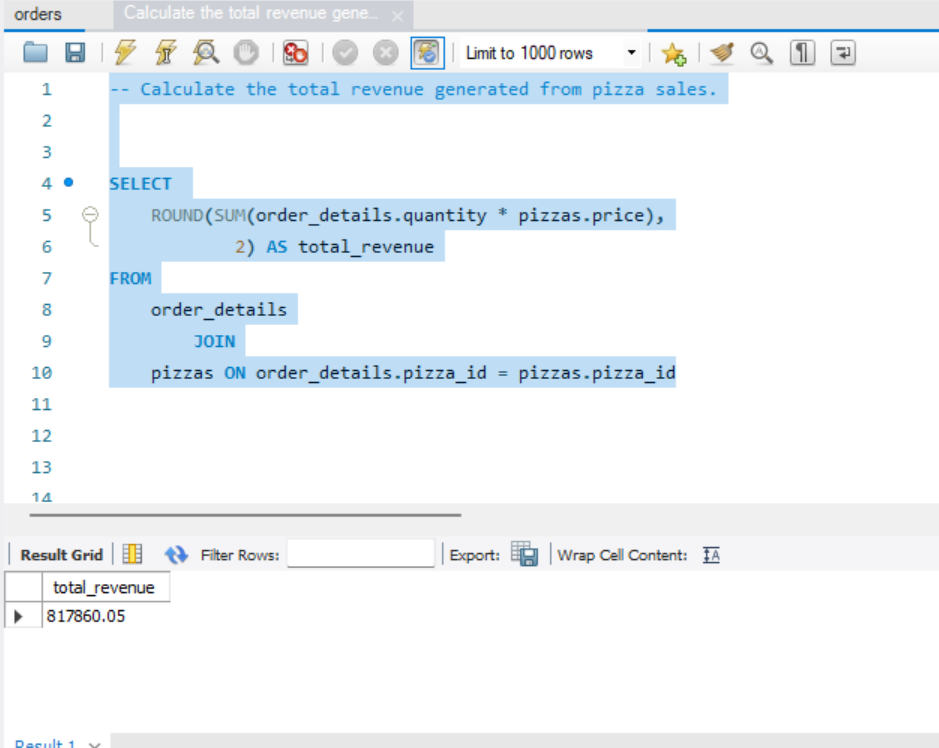 orders
Calculate the total revenue gene...
Limit to 1000 rows
1 -- Calculate the total revenue generated from pizza sales.
2
3
4 SELECT
5 ROUND(SUM(order_details.quantity * pizzas.price),
6 2) AS total_revenue
7 FROM
8 order_details
9 JOIN
10 pizzas ON order_details.pizza_id = pizzas.pizza_id
11
12
13
14
Result Grid Filter Rows: Export: Wrap Cell Content:
total_revenue
817860.05
Result 1